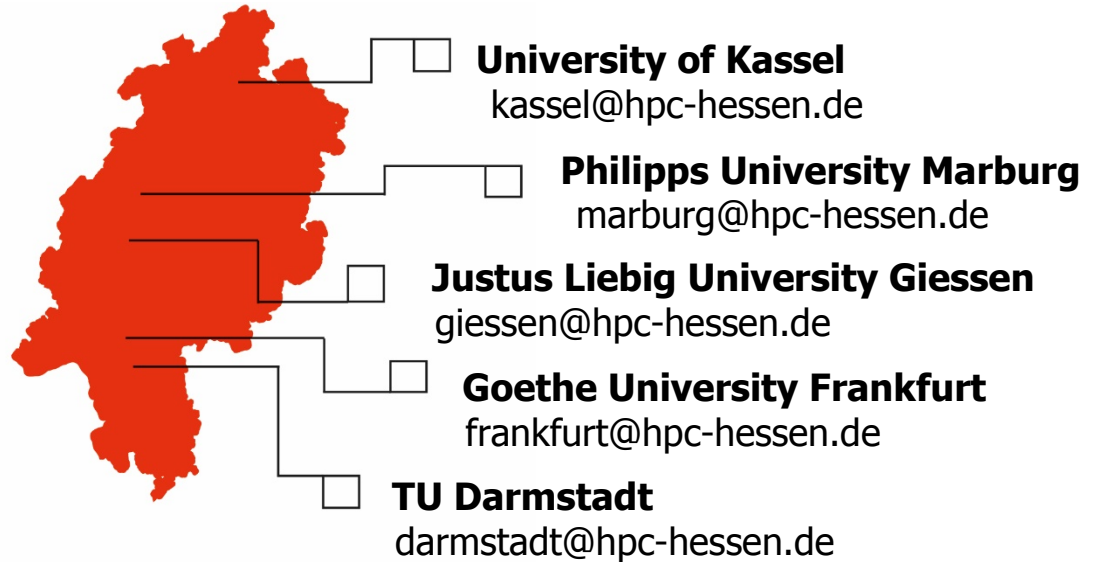 University of Kassel
kassel@hpc-hessen.de
Philipps University Marburg
marburg@hpc-hessen.de
Justus Liebig University Giessen
giessen@hpc-hessen.de
Goethe University Frankfurt
frankfurt@hpc-hessen.de
TU Darmstadt
darmstadt@hpc-hessen.de